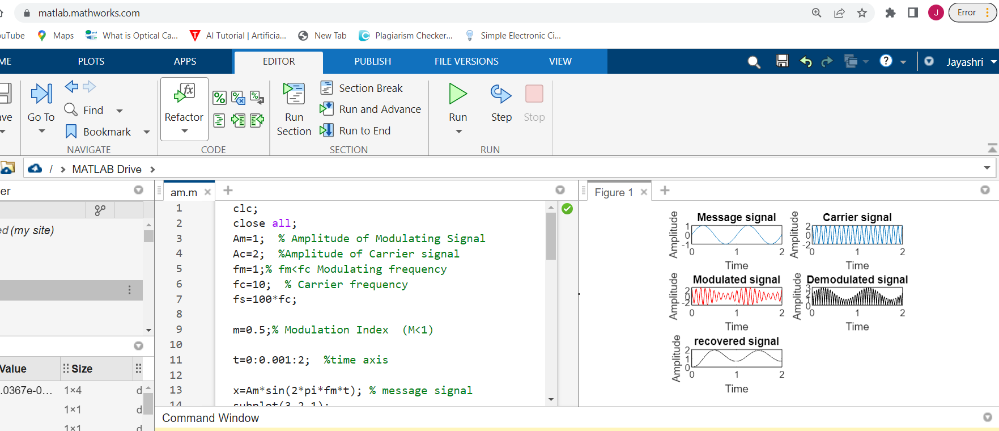 matlab.mathworks.com
J
Error
ouTube
Maps
What is Optical Ca...
AI Tutorial | Artificia...
New Tab
Plagiarism Checker...
Simple Electronic Ci...
ME
PLOTS
APPS
EDITOR
PUBLISH
FILE VERSIONS
VIEW
Jayashri
ave
Go To
Find
Bookmark
NAVIGATE
Refactor
CODE
Run
Section
Section Break
Run and Advance
Run to End
SECTION
Run
Step
Stop
RUN
/ > MATLAB Drive >
er
ed (my site)
Value
Size
.0367e-0... 1×4 d
1×1 d
1×1 d
am.m
1 clc;
2 close all;
3 Am=1; % Amplitude of Modulating Signal
4 Ac=2; %Amplitude of Carrier signal
5 fm=1;% fm<fc Modulating frequency
6 fc=10; % Carrier frequency
7 fs=100*fc;
8
9 m=0.5;% Modulation Index (M<1)
10
11 t=0:0.001:2; %time axis
12
13 x=Am*sin(2*pi*fm*t); % message signal
14 subplot(3,2,1);
Command Window
Figure 1
Message signal
Amplitude
1
0
-1
0 1 2
Time
Carrier signal
Amplitude
2
0
-2
0 1 2
Time
Modulated signal
Amplitude
2
0
-2
0 1 2
Time
Demodulated signal
Amplitude
3
2
1
0
0 1 2
Time
recovered signal
Amplitude
2
1
0
0 1 2
Time